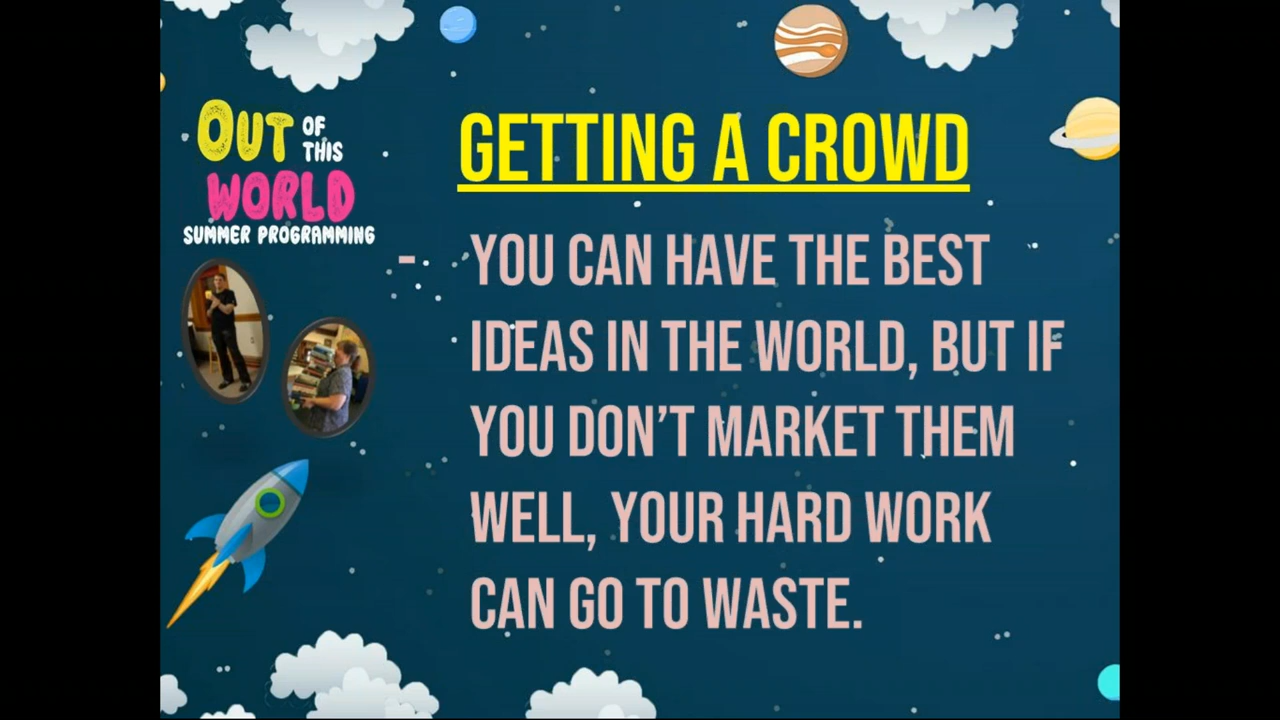 OUT OF THIS
WORLD
SUMMER PROGRAMMING
GETTING A CROWD
- YOU CAN HAVE THE BEST
IDEAS IN THE WORLD, BUT IF
YOU DON'T MARKET THEM
WELL, YOUR HARD WORK
CAN GO TO WASTE.